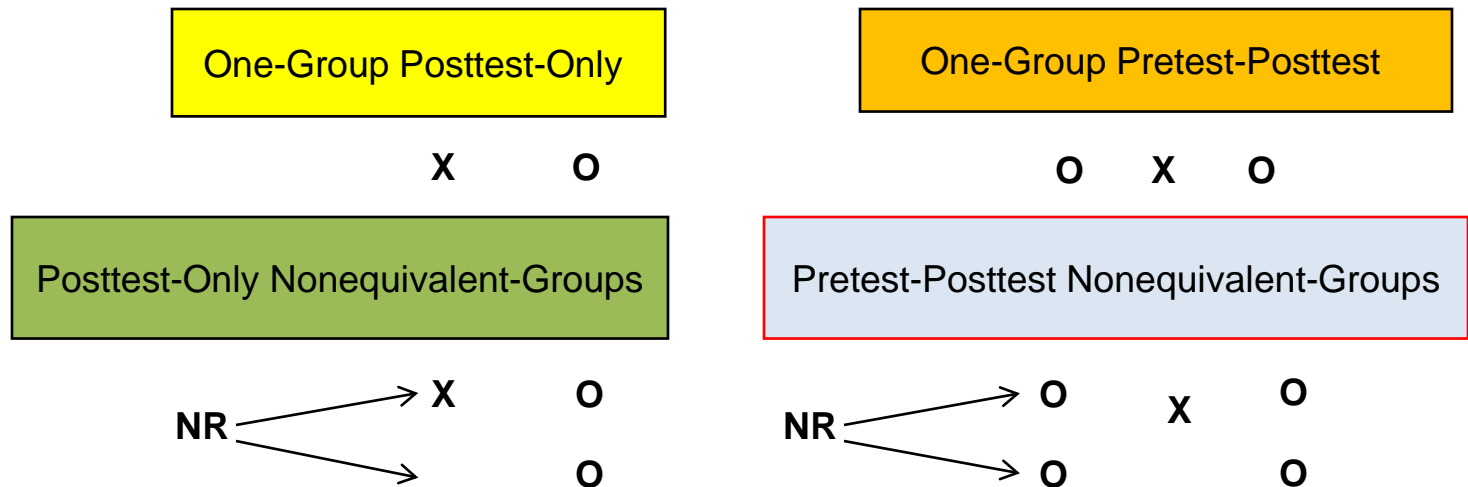 One-Group Posttest-Only
One-Group Pretest-Posttest
X O
O X O
Posttest-Only Nonequivalent-Groups
Pretest-Posttest Nonequivalent-Groups
NR
X O
O
NR
O X O
O O